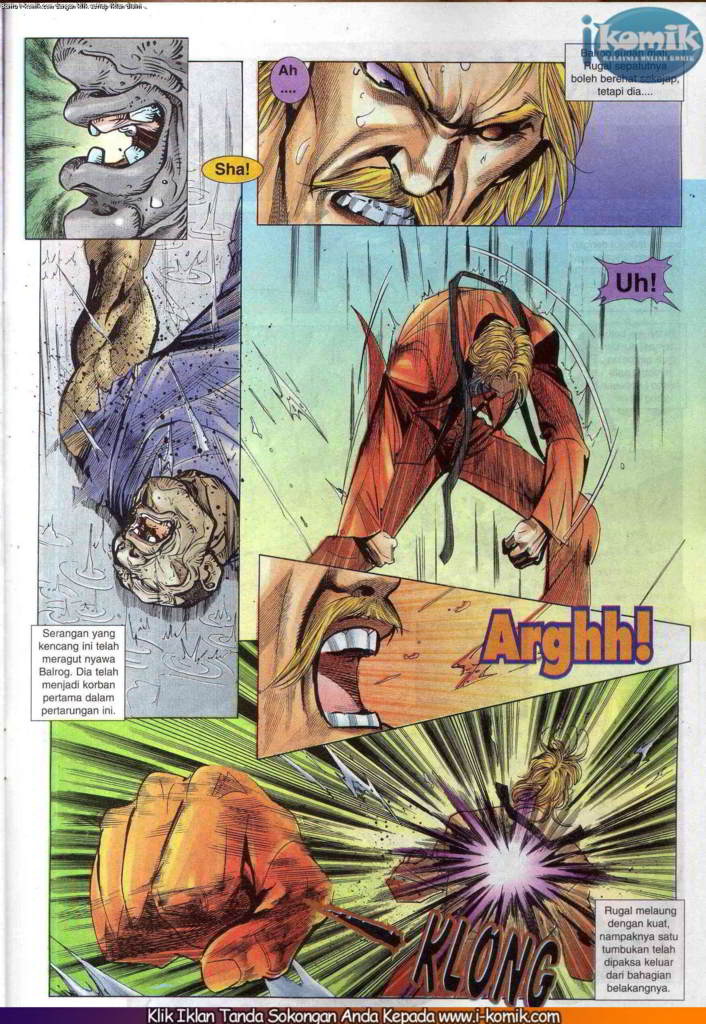 ikomik
MALAYSIA ONLINE KOMIK
Ah
....
Balrog sudah mati,
Rugal sepatutnya
boleh berehat sekejap,
tetapi dia....
Sha!
Uh!
Arghh!
Serangan yang
kencang ini telah
meragut nyawa
Balrog. Dia telah
menjadi korban
pertama dalam
pertarungan ini.
Rugal melaung
dengan kuat,
nampaknya satu
tumbukan telah
dipaksa keluar
dari bahagian
belakangnya.
KLONG
Klik Iklan Tanda Sokongan Anda Kepada www.i-komik.com